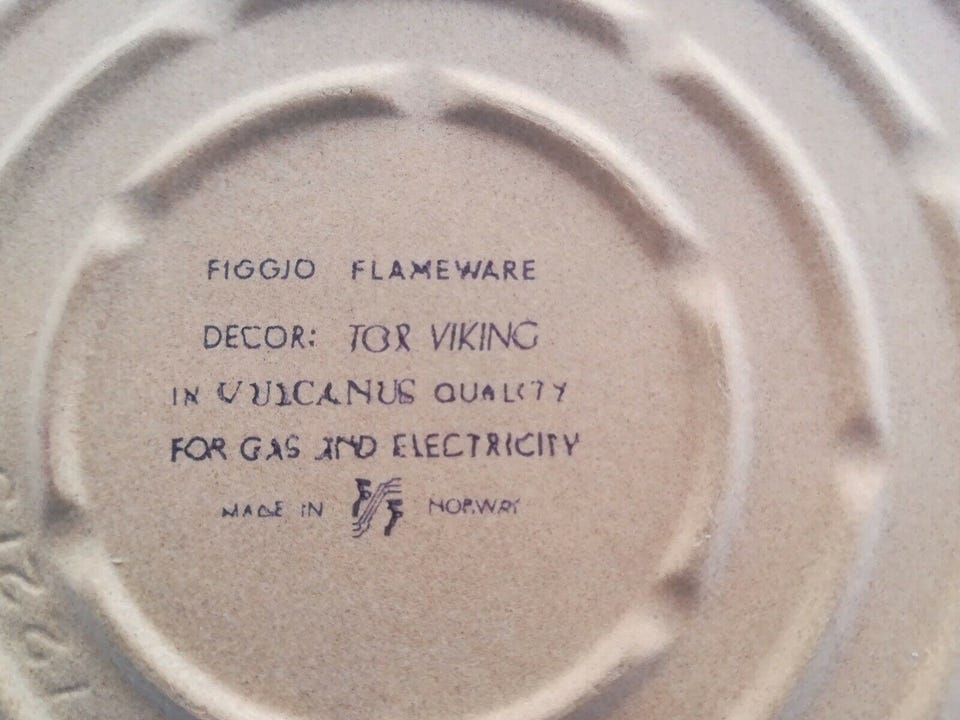 FIGGJO FLAMEWARE
DECOR: TOR VIKING
IN VULCANUS QUALITY
FOR GAS AND ELECTRICITY
MADE IN NORWAY